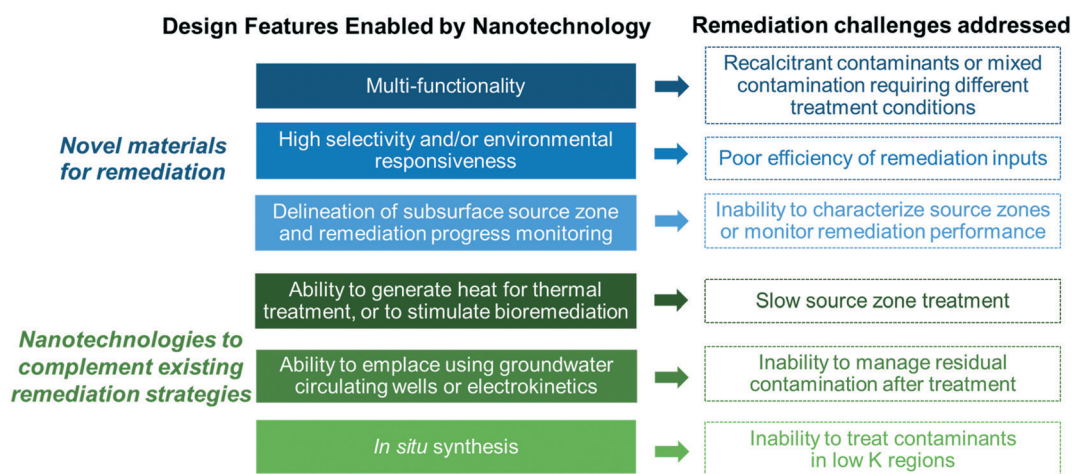 Design Features Enabled by Nanotechnology
Remediation challenges addressed
Novel materials
for remediation
Multi-functionality
Recalcitrant contaminants or mixed
contamination requiring different
treatment conditions
High selectivity and/or environmental
responsiveness
Poor efficiency of remediation inputs
Delineation of subsurface source zone
and remediation progress monitoring
Inability to characterize source zones
or monitor remediation performance
Nanotechnologies to
complement existing
remediation strategies
Ability to generate heat for thermal
treatment, or to stimulate bioremediation
Slow source zone treatment
Ability to emplace using groundwater
circulating wells or electrokinetics
Inability to manage residual
contamination after treatment
In situ synthesis
Inability to treat contaminants
in low K regions